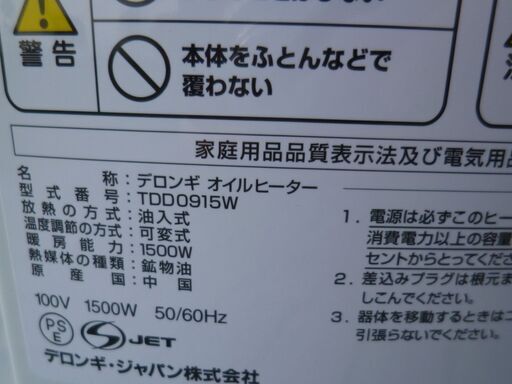 警告
本体をふとんなどで
覆わない
家庭用品品質表示法及び電気用品
名称：デロンギ オイルヒーター
型式番号：TDD0915W
放熱の方式：油入式
温度調節の方式：可変式
暖房能力：1500W
熱媒体の種類：鉱物油
原産国：中国
100V 1500W 50/60Hz
PS
E
JET
デロンギ・ジャパン株式会社
1. 電源は必ずこのヒー
消費電力以上の容量
セントからとってくだ
2. 差込みプラグは根元ま
しこんでください。
3. 器体を移動するときはコ
引張らないでください。